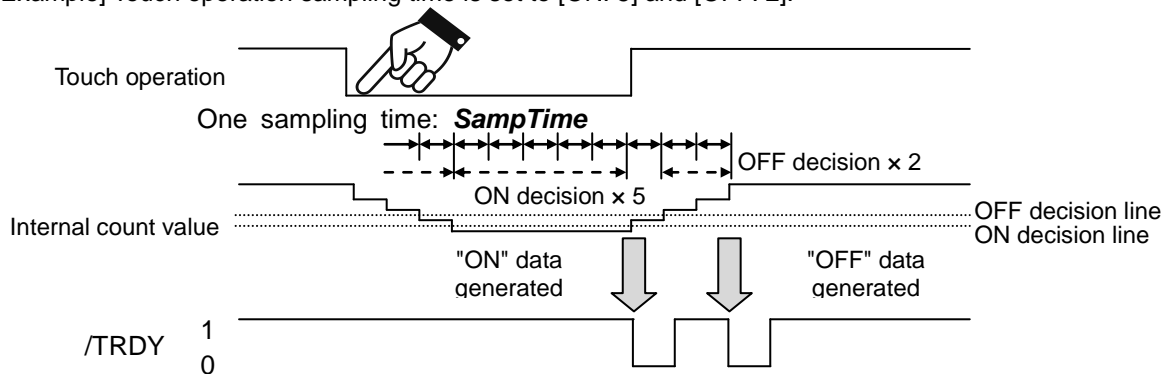 Example] Touch operation sampling time is set to [ON: 5] and [OFF: 2].
Touch operation
One sampling time: SampTime
OFF decision × 2
ON decision × 5
Internal count value
OFF decision line
ON decision line
"ON" data
generated
"OFF" data
generated
/TRDY
1
0